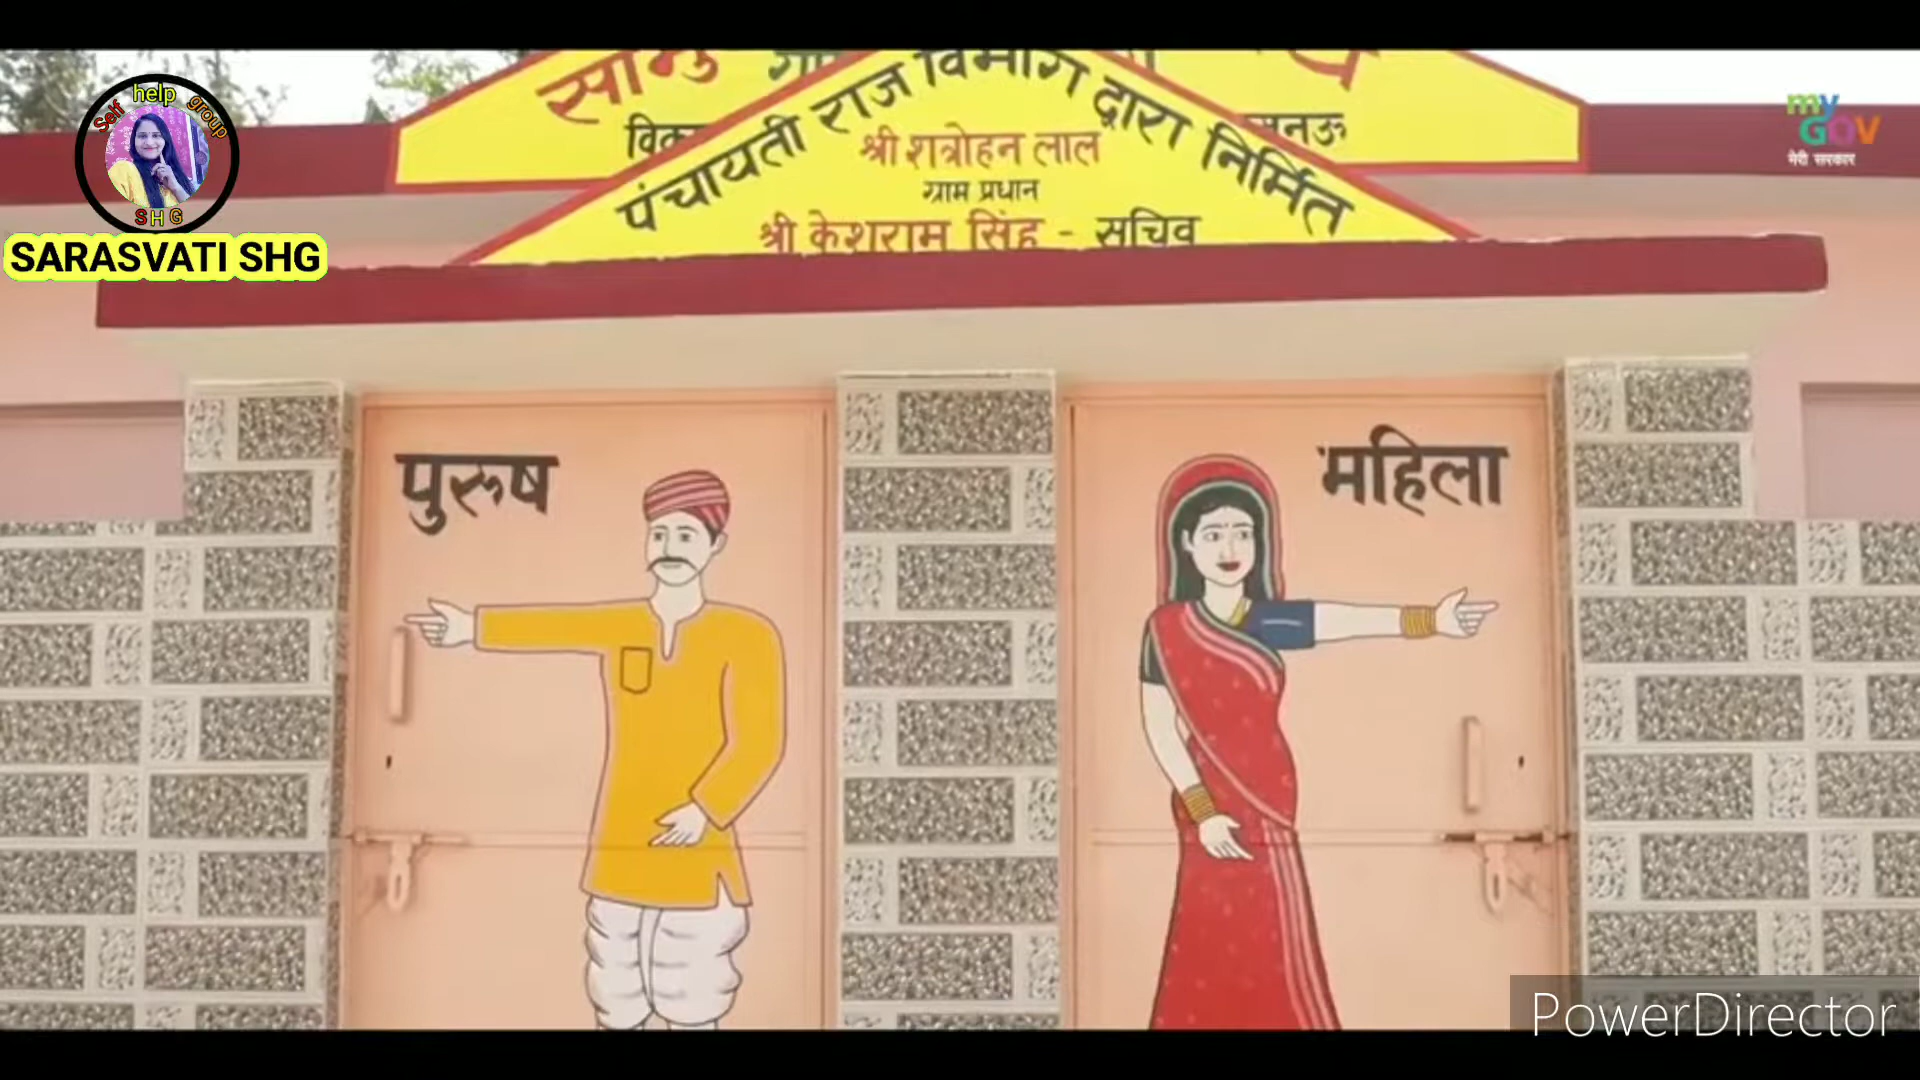 Self help group
SHG
SARASVATI SHG
my
GOV
मेरी सरकार
पंचायती राज विभाग द्वारा निर्मित
श्री शत्रोहन लाल
ग्राम प्रधान
श्री केशराम सिंह - सचिव
पुरुष
महिला
PowerDirector